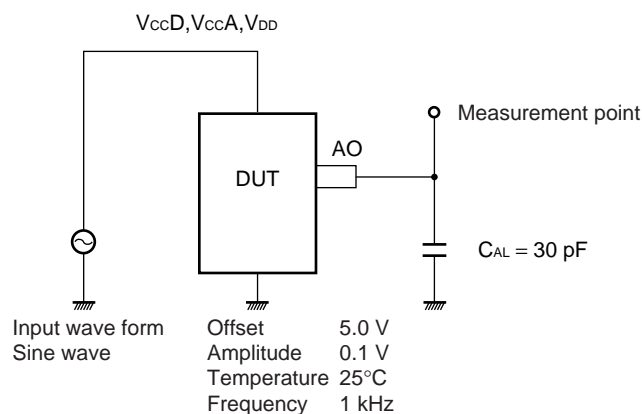 VCCD,VCCA,VDD
Measurement point
AO
DUT
CAL = 30 pF
Input wave form
Sine wave
Offset 5.0 V
Amplitude 0.1 V
Temperature 25°C
Frequency 1 kHz